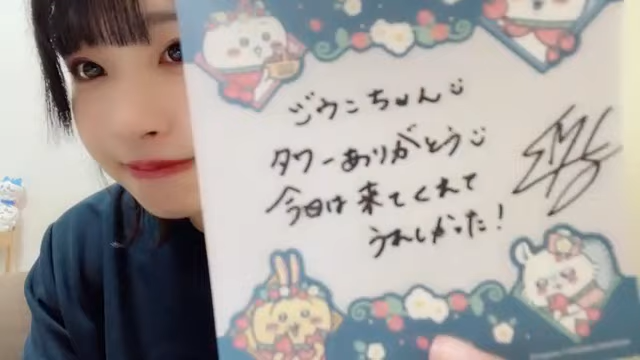 ジウンちゃん
タワーありがとう
今日は来てくれて
うれしかった！